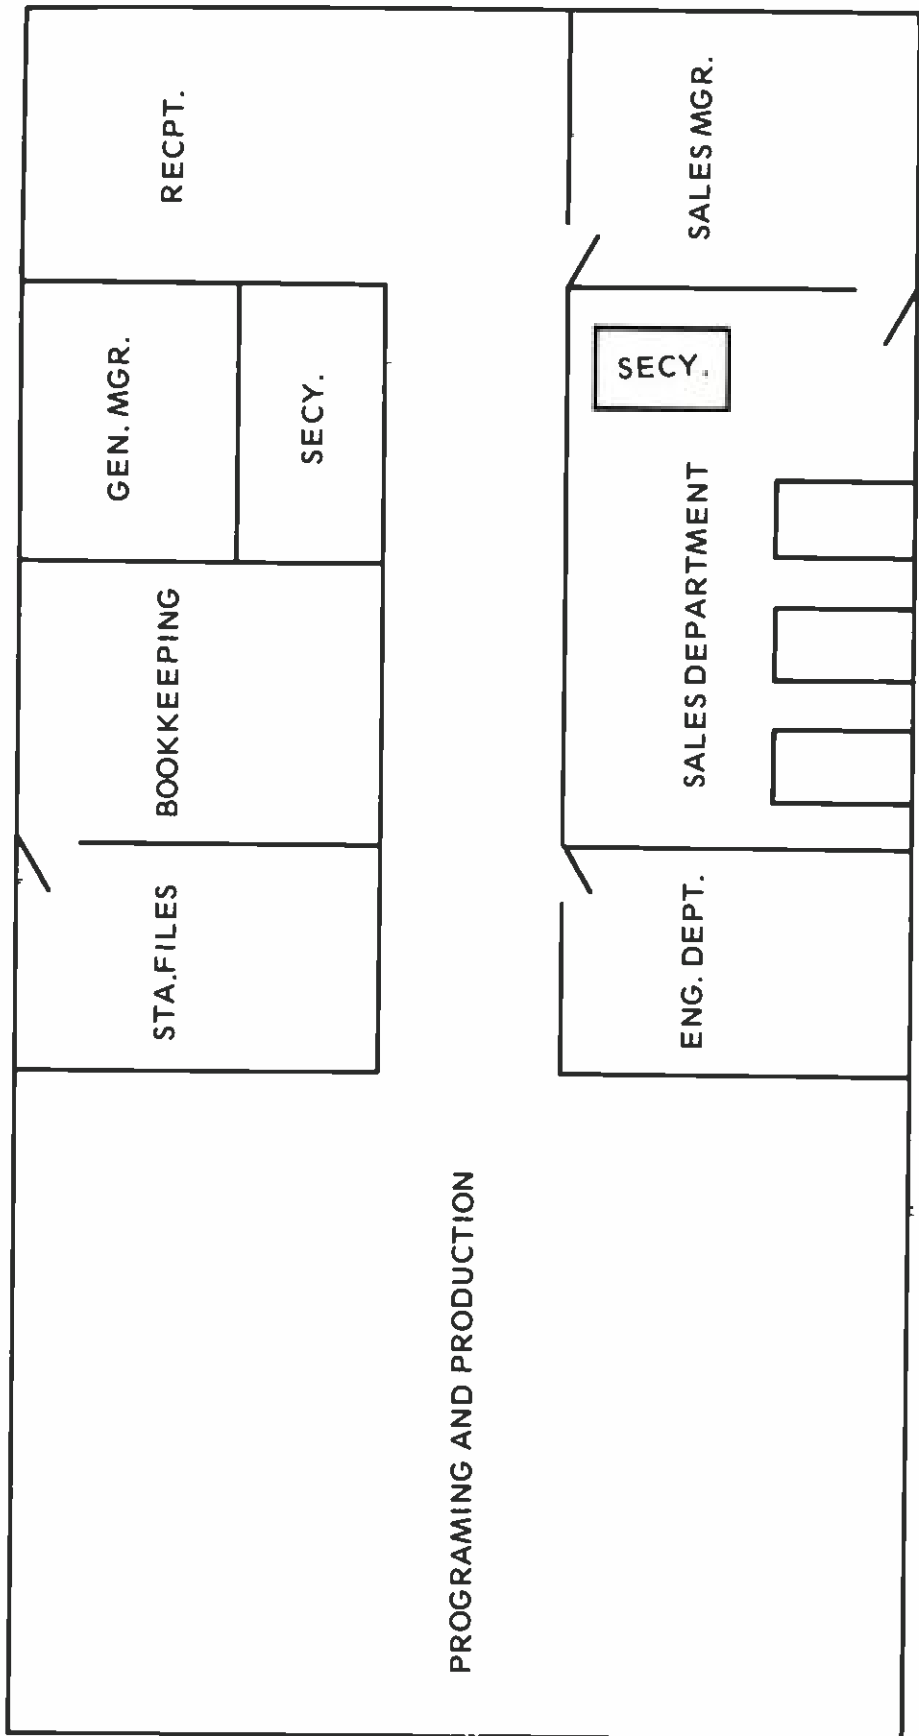 RECPT.
GEN. MGR.
SECY.
BOOKKEEPING
STA.FILES
SALES MGR.
SECY.
SALES DEPARTMENT
ENG. DEPT.
PROGRAMING AND PRODUCTION